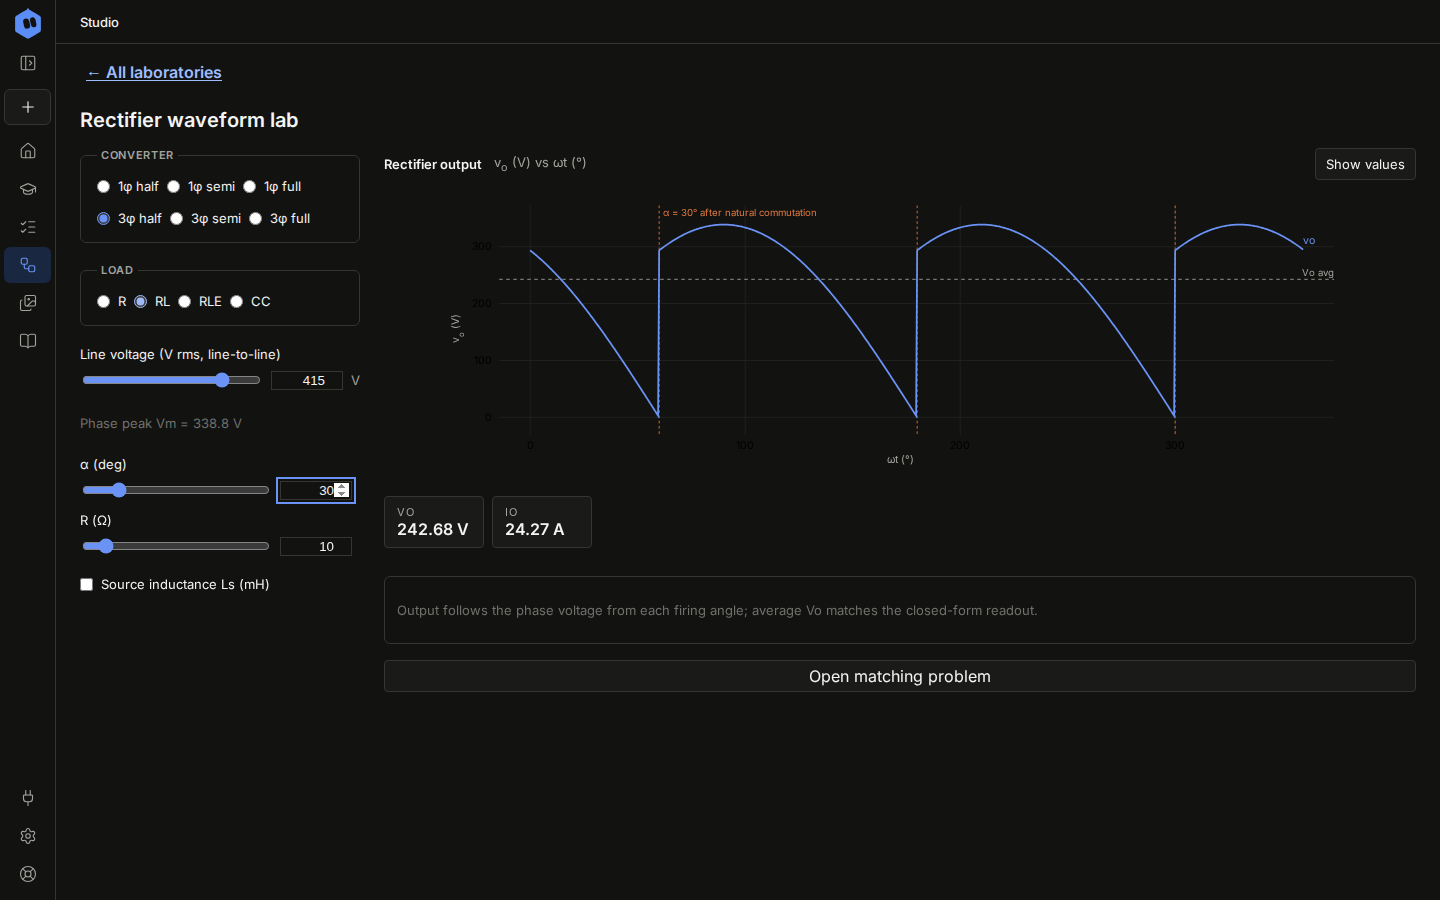 Studio
← All laboratories
Rectifier waveform lab
CONVERTER
1φ half 1φ semi 1φ full
3φ half 3φ semi 3φ full
LOAD
R RL RLE CC
Line voltage (V rms, line-to-line)
415 V
Phase peak Vm = 338.8 V
α (deg)
30
R (Ω)
10
Source inductance Ls (mH)
Rectifier output vo (V) vs ωt (°)
Show values
α = 30° after natural commutation
vo
Vo avg
300
200
100
0
vo (V)
0 100 200 300
ωt (°)
VO
242.68 V
IO
24.27 A
Output follows the phase voltage from each firing angle; average Vo matches the closed-form readout.
Open matching problem